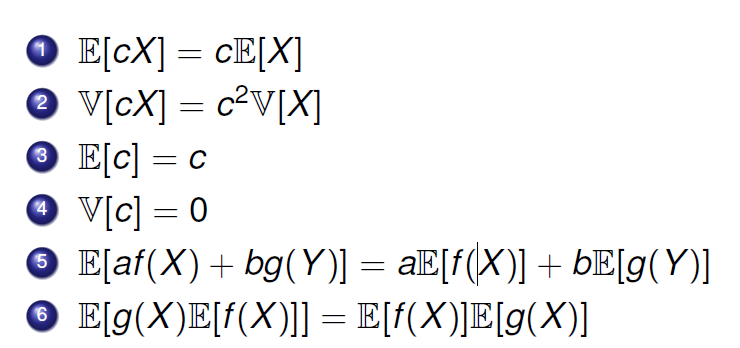 1 𝔼[cX] = c𝔼[X]
2 𝕍[cX] = c²𝕍[X]
3 𝔼[c] = c
4 𝕍[c] = 0
5 𝔼[af(X) + bg(Y)] = a𝔼[f(X)] + b𝔼[g(Y)]
6 𝔼[g(X)𝔼[f(X)]] = 𝔼[f(X)]𝔼[g(X)]